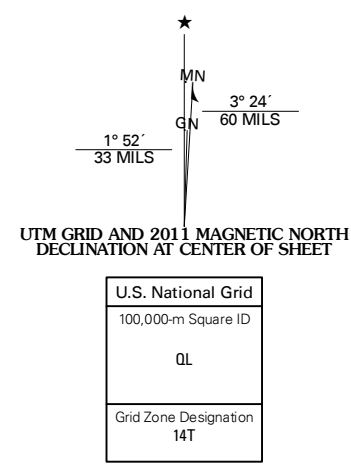 ★
MN
3° 24´
60 MILS
GN
1° 52´
33 MILS
UTM GRID AND 2011 MAGNETIC NORTH
DECLINATION AT CENTER OF SHEET
U.S. National Grid
100,000-m Square ID
QL
Grid Zone Designation
14T